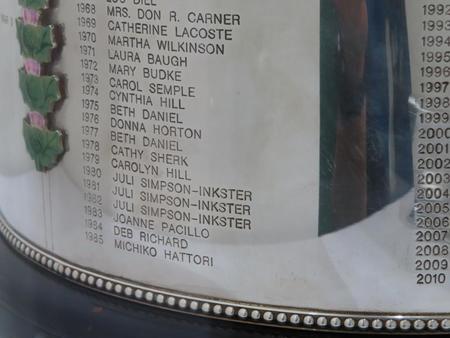 1968 MRS. DON R. CARNER
1969 CATHERINE LACOSTE
1970 MARTHA WILKINSON
1971 LAURA BAUGH
1972 MARY BUDKE
1973 CAROL SEMPLE
1974 CYNTHIA HILL
1975 BETH DANIEL
1976 DONNA HORTON
1977 BETH DANIEL
1978 CATHY SHERK
1979 CAROLYN HILL
1980 JULI SIMPSON-INKSTER
1981 JULI SIMPSON-INKSTER
1982 JULI SIMPSON-INKSTER
1983 JOANNE PACILLO
1984 DEB RICHARD
1985 MICHIKO HATTORI
1992
1993
1994
1995
1996
1997
1998
1999
2000
2001
2002
2003
2004
2005
2006
2007
2008
2009
2010